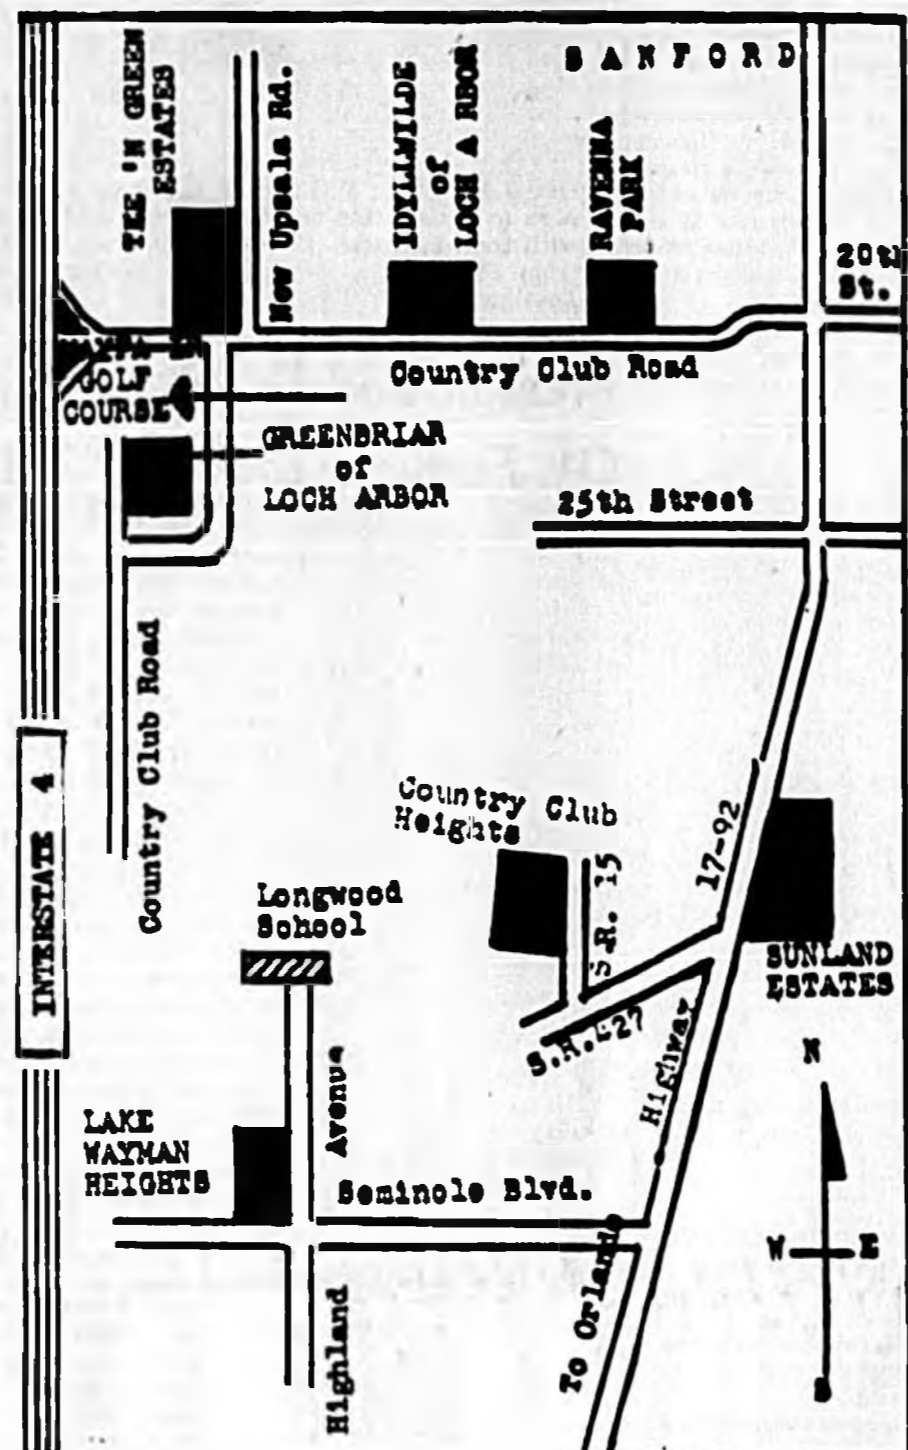 SANFORD
TEE 'N GREEN
ESTATES
New Upsala Rd.
IDYLLWILDE
of
LOCH ARBOR
RAVENNA
PARK
20th
St.
Country Club Road
GOLF
COURSE
GREENBRIAR
of
LOCH ARBOR
25th Street
Country Club Road
INTERSTATE 4
Country Club
Heights
S.R. 15
17-92
Longwood
School
SUNLAND
ESTATES
S.R. 427
Highway
N
LAKE
WAYMAN
HEIGHTS
Avenue
Seminole Blvd.
W E
Highland
To Orlando
S